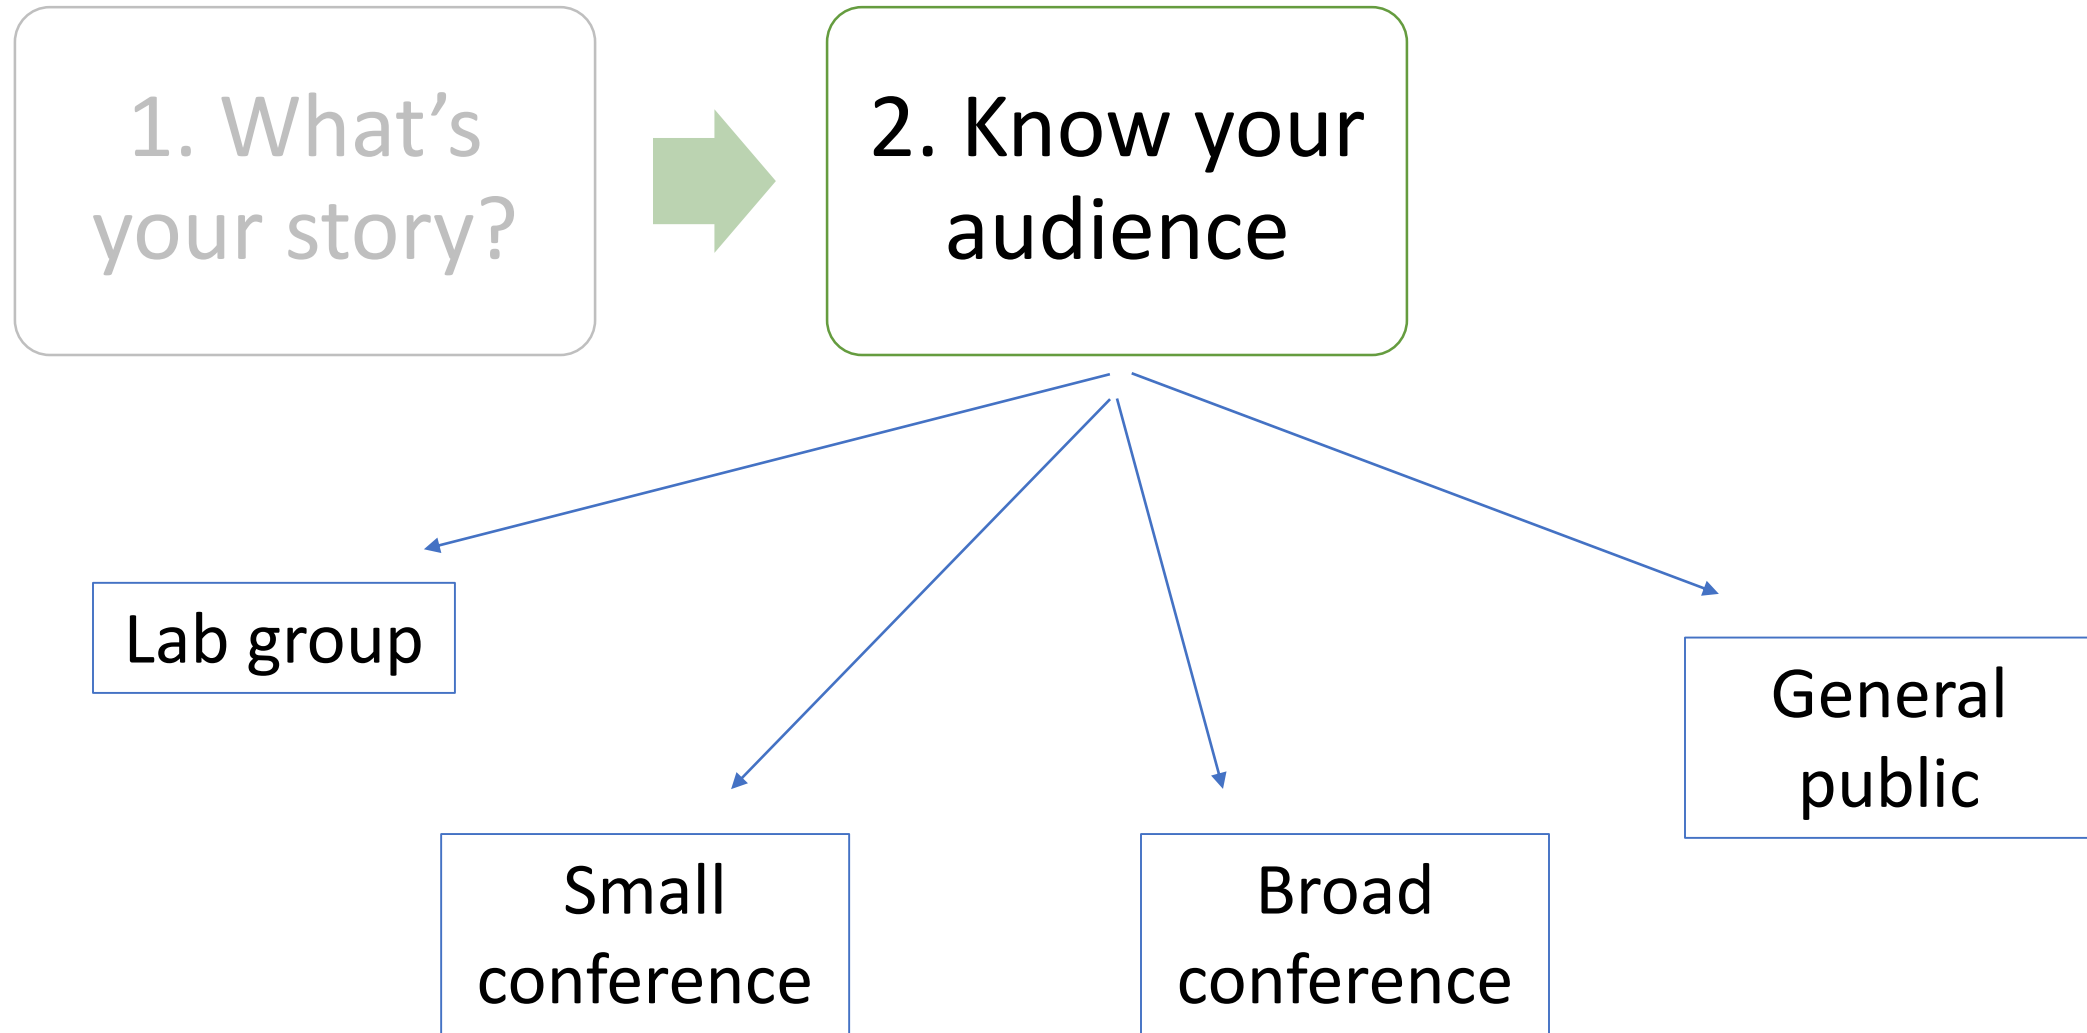 1. What’s
your story?
2. Know your
audience
Lab group
Small
conference
Broad
conference
General
public